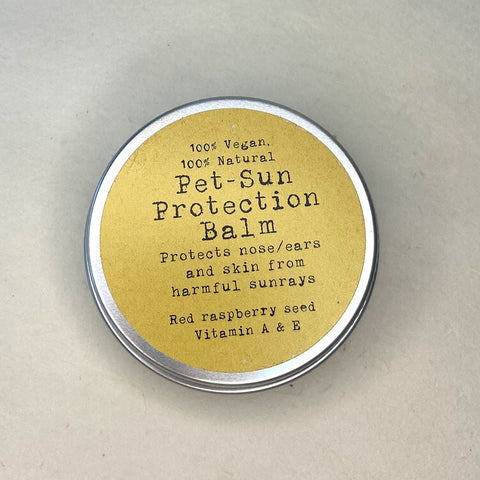 100% Vegan,
100% Natural
Pet-Sun
Protection
Balm
Protects nose/ears
and skin from
harmful sunrays
Red raspberry seed
Vitamin A & E